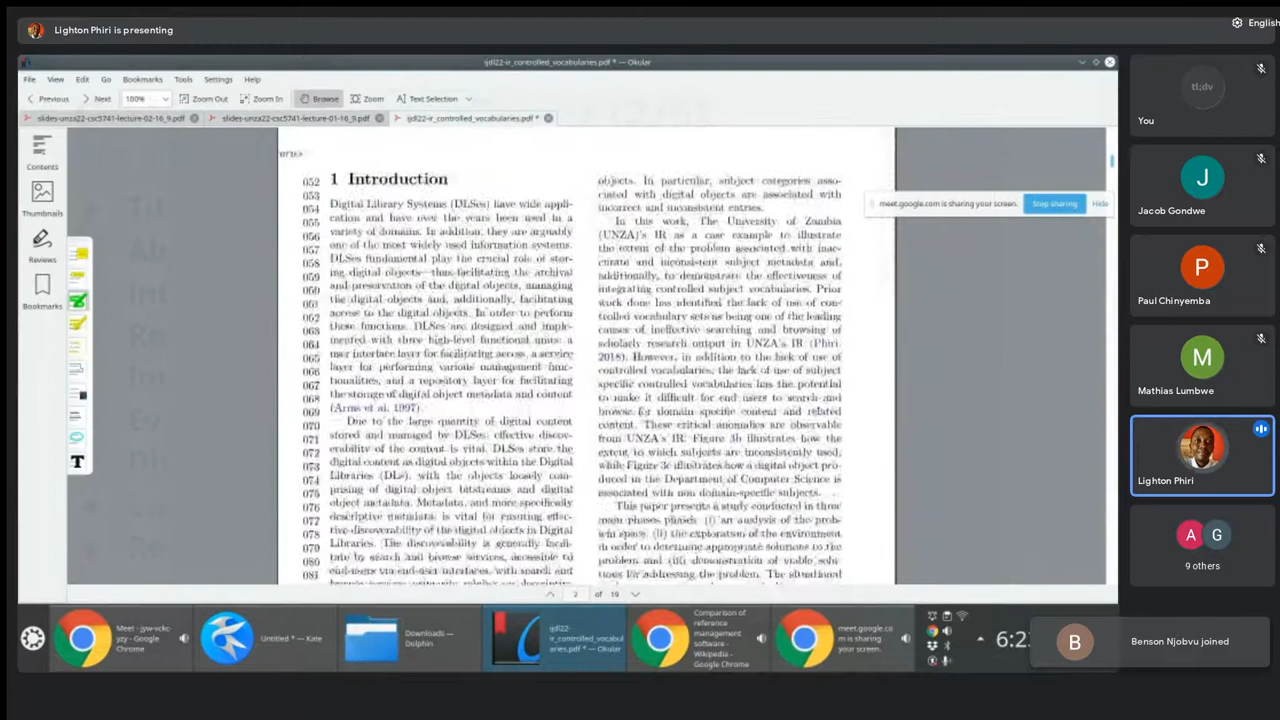 Lighton Phiri is presenting
English
ijdl22-ir_controlled_vocabularies.pdf * — Okular
File View Edit Go Bookmarks Tools Settings Help
Previous Next 100% Zoom Out Zoom In Browse Zoom Text Selection
slides-unza22-csc5741-lecture-02-16_9.pdf slides-unza22-csc5741-lecture-01-16_9.pdf ijdl22-ir_controlled_vocabularies.pdf *
Contents
Thumbnails
Reviews
Bookmarks
T
052
053
054
055
056
057
058
059
060
061
062
063
064
065
066
067
068
069
070
071
072
073
074
075
076
077
078
079
080
081
1 Introduction
Digital Library Systems (DLSes) have wide appli-
cation and have over the years been used in a
variety of domains. In addition, they are arguably
one of the most widely used information systems.
DLSes fundamental play the crucial role of stor-
ing digital objects—thus facilitating the archival
and preservation of the digital objects, managing
the digital objects and, additionally, facilitating
access to the digital objects. In order to perform
these functions, DLSes are designed and imple-
mented with three high-level functional units: a
user interface layer for facilitating access, a service
layer for performing various management func-
tionalities, and a repository layer for facilitating
the storage of digital object metadata and content
(Arms et al. 1997).
Due to the large quantity of digital content
stored and managed by DLSes, effective discov-
erability of the content is vital. DLSes store the
digital content as digital objects within the Digital
Libraries (DLs), with the objects loosely com-
prising of digital object bitstreams and digital
object metadata. Metadata, and more specifically
descriptive metadata, is vital for ensuring effec-
tive discoverability of the digital objects in Digital
Libraries. The discoverability is generally facili-
tate by search and browse services, accessible to
end-users via end-user interfaces, with search and
objects. In particular, subject categories asso-
ciated with digital objects are associated with
incorrect and inconsistent entries.
In this work, The University of Zambia
(UNZA)'s IR as a case example to illustrate
the extent of the problem associated with inac-
curate and inconsistent subject metadata and,
additionally, to demonstrate the effectiveness of
integrating controlled subject vocabularies. Prior
work done has identified the lack of use of con-
trolled vocabulary sets as being one of the leading
causes of ineffective searching and browsing of
scholarly research output in UNZA's IR (Phiri,
2018). However, in addition to the lack of use of
controlled vocabularies, the lack of use of subject
specific controlled vocabularies has the potential
to make it difficult for end users to search and
browse for domain specific content and related
content. These critical anomalies are observable
from UNZA's IR: Figure 3b illustrates how the
extent to which subjects are inconsistently used,
while Figure 3c illustrates how a digital object pro-
duced in the Department of Computer Science is
associated with non domain-specific subjects.
This paper presents a study conducted in three
main phases phases: (i) an analysis of the prob-
lem space, (ii) the exploration of the environment
in order to determing appropriate solutions to the
problem and (iii) demonstration of viable solu-
tions for addressing the problem. The situational
meet.google.com is sharing your screen. Stop sharing Hide
2 of 19
Meet - jyw-vckc-
yzy - Google
Chrome
Untitled * — Kate
Downloads —
Dolphin
ijdl22-
ir_controlled_vocabul
aries.pdf * — Okular
Comparison of
reference
management
software -
Wikipedia -
Google Chrome
meet.google.co
m is sharing
your screen.
tl;dv
You
J
Jacob Gondwe
P
Paul Chinyemba
M
Mathias Lumbwe
Lighton Phiri
A G
9 others
B
Benson Njobvu joined